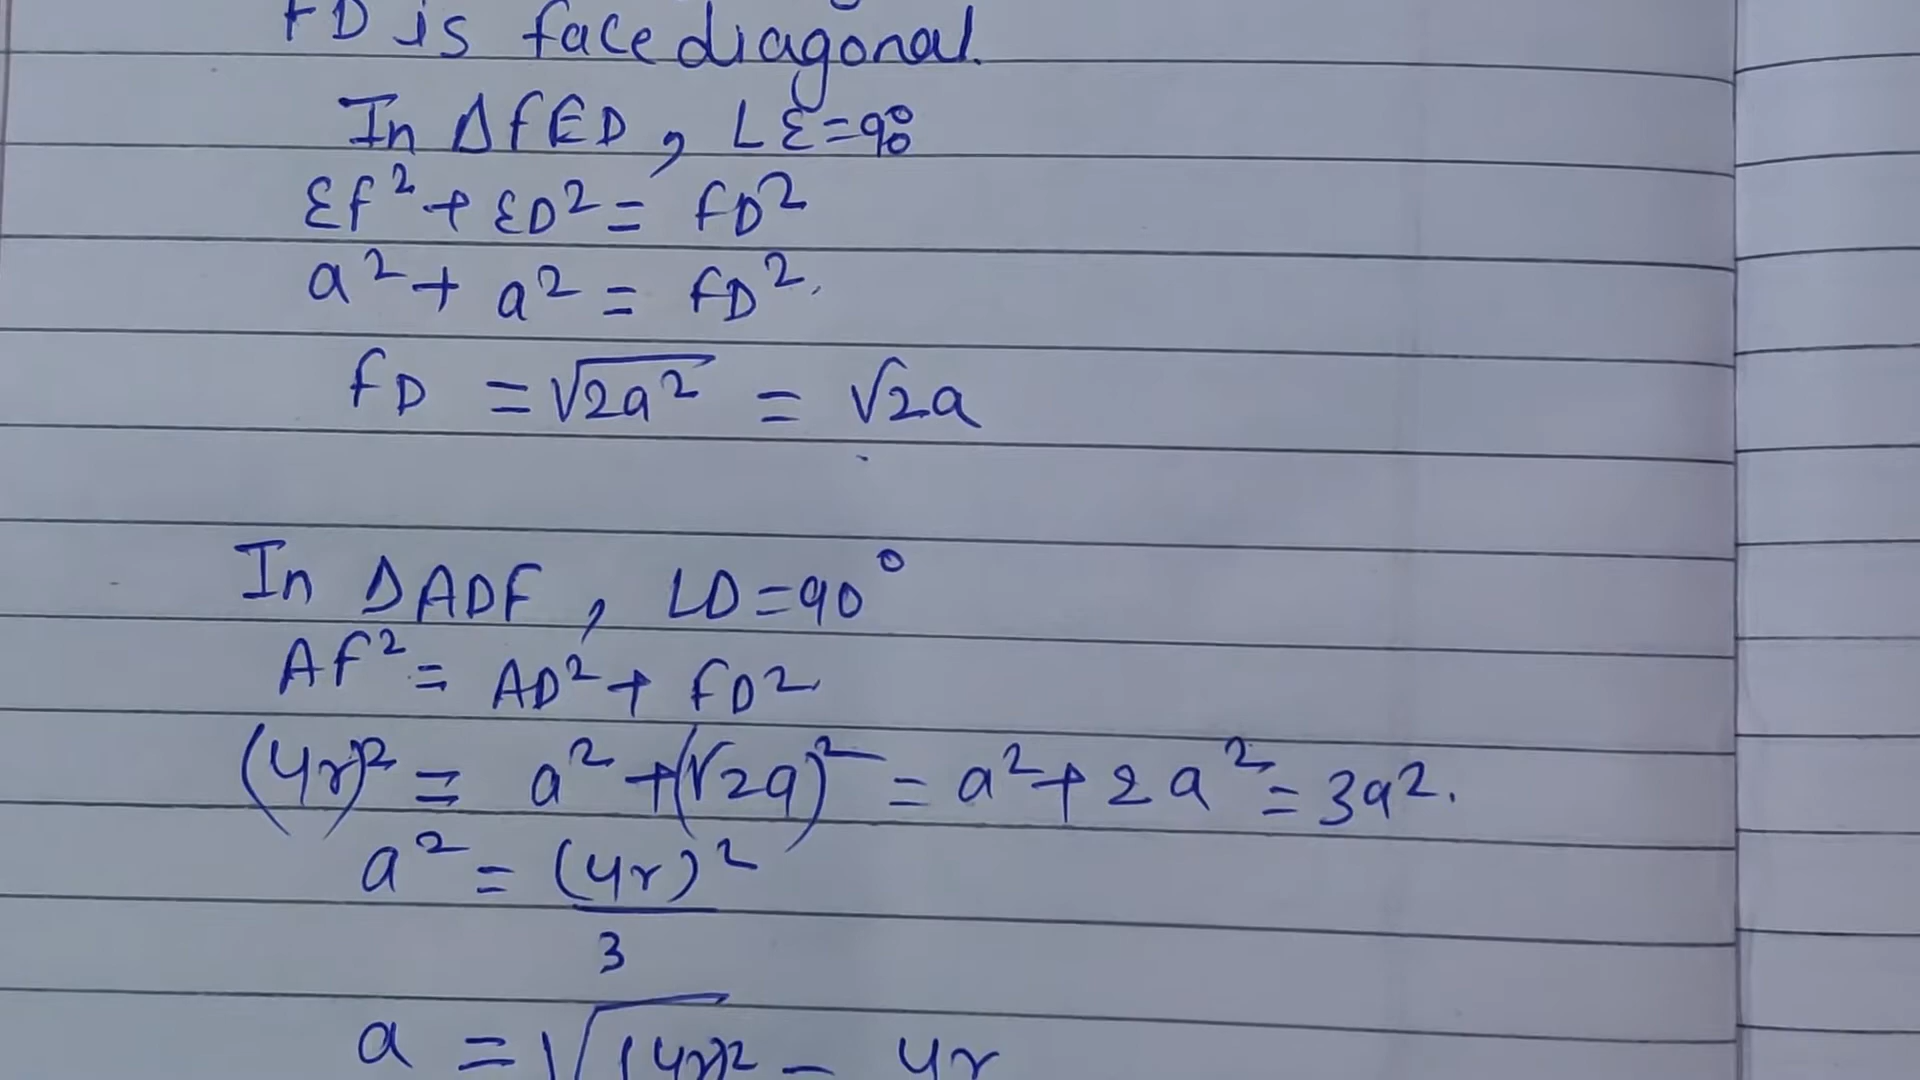 FD is face diagonal.
In ΔFED, ∠E=90°
EF² + ED² = FD²
a² + a² = FD².
FD = √2a² = √2a
In ΔADF, ∠D=90°
AF² = AD² + FD²
(4r)² = a² + (√2a)² = a² + 2a² = 3a².
a² = (4r)²
3
a = √(4r)² = 4r